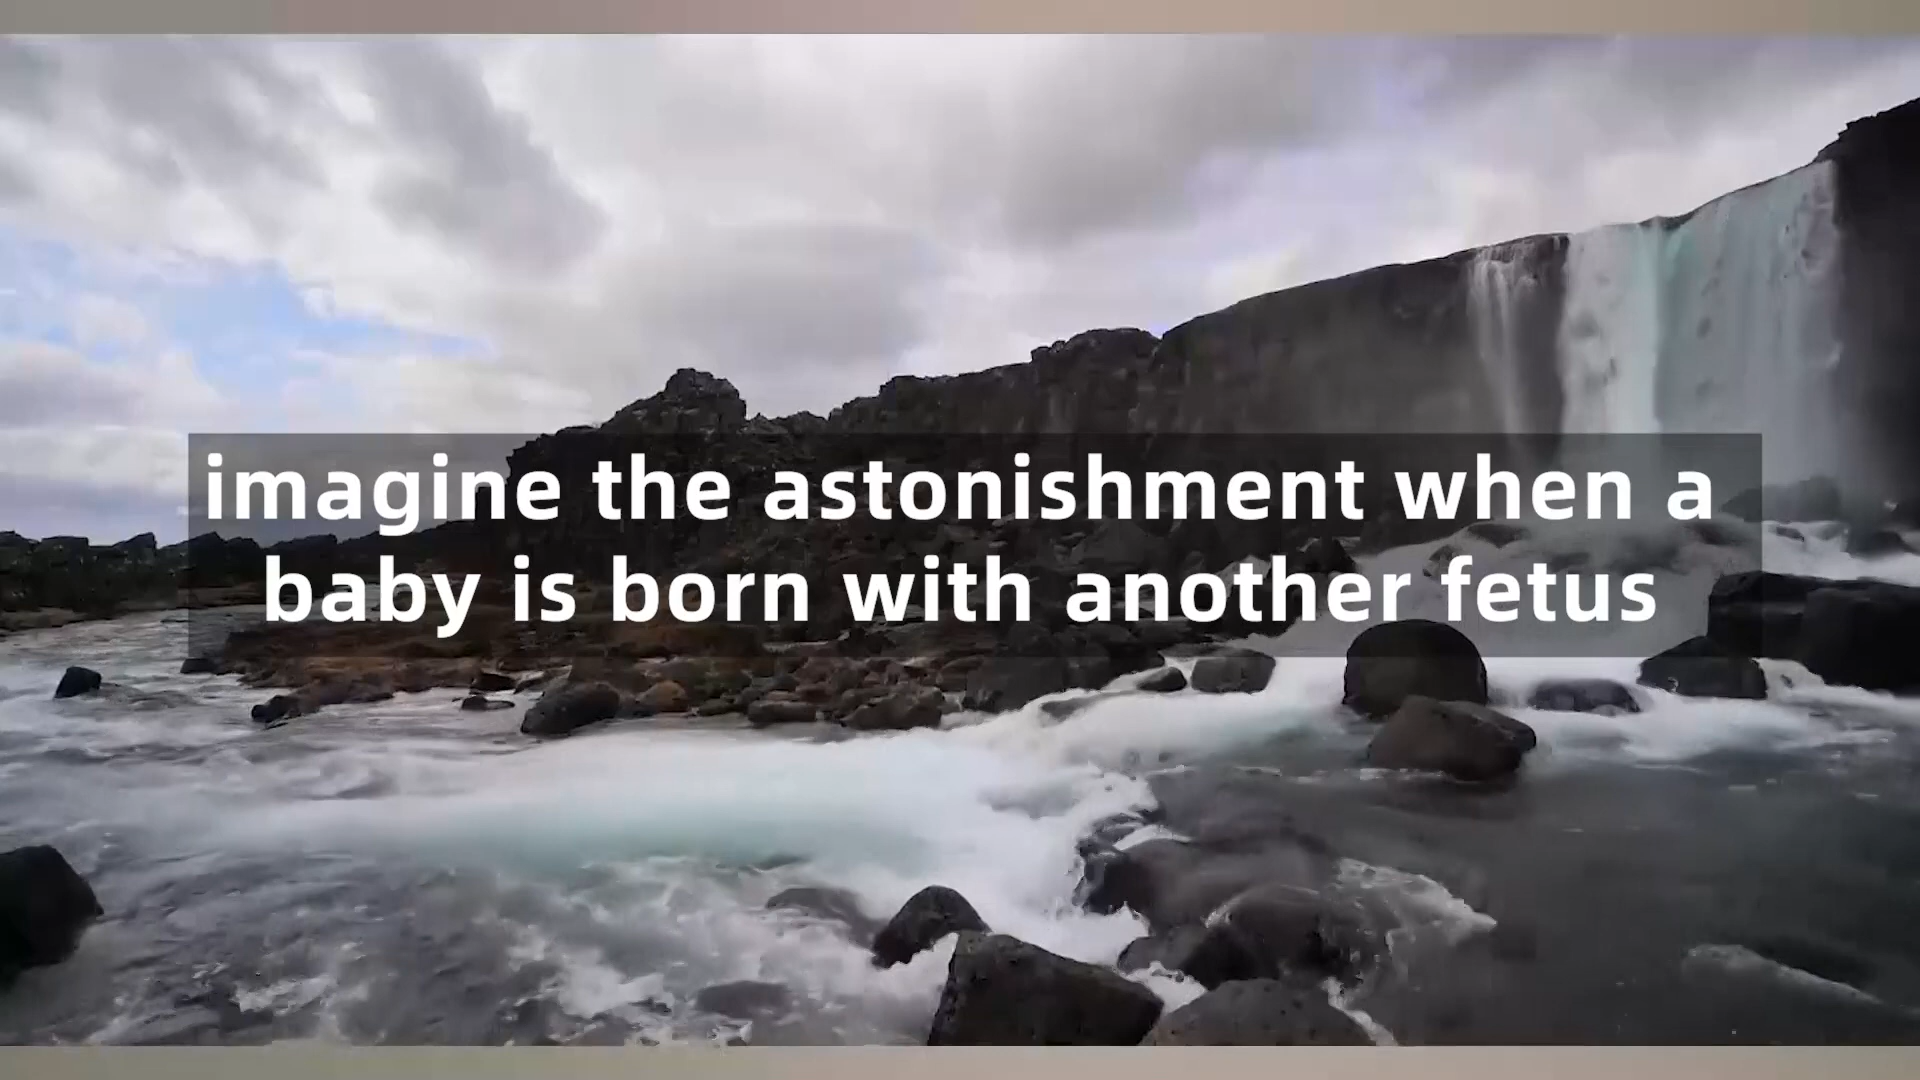 imagine the astonishment when a
baby is born with another fetus